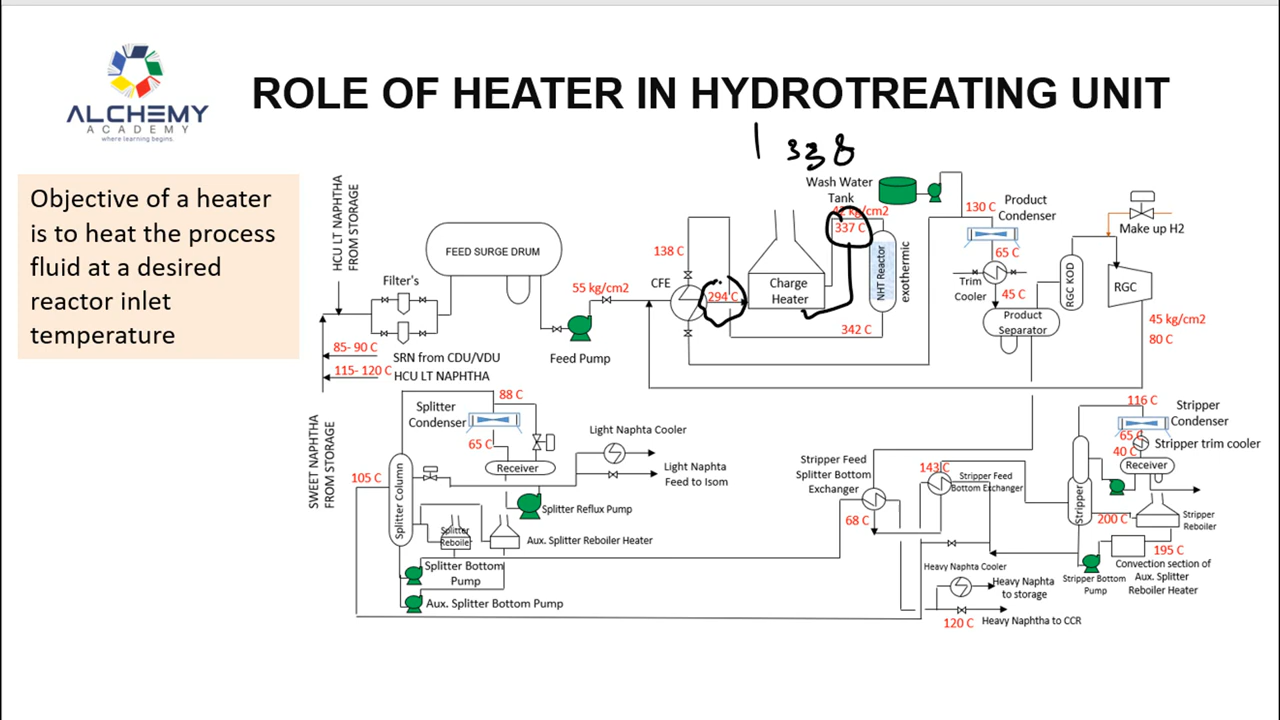 ALCHEMY
ACADEMY
where learning begins.
ROLE OF HEATER IN HYDROTREATING UNIT
Objective of a heater
is to heat the process
fluid at a desired
reactor inlet
temperature
338
HCU LT NAPHTHA
FROM STORAGE
Filter's
FEED SURGE DRUM
85- 90 C
SRN from CDU/VDU
115- 120 C
HCU LT NAPHTHA
SWEET NAPHTHA
FROM STORAGE
55 kg/cm2
Feed Pump
138 C
CFE
294 C
Charge
Heater
Wash Water
Tank
42 kg/cm2
337 C
NHT Reactor
exothermic
342 C
130 C
Product
Condenser
65 C
Trim
Cooler
45 C
Product
Separator
RGC KOD
Make up H2
RGC
45 kg/cm2
80 C
88 C
Splitter
Condenser
65 C
Receiver
105 C
Splitter Column
Light Naphta Cooler
Light Naphta
Feed to Isom
Splitter Reflux Pump
Splitter
Reboiler
Aux. Splitter Reboiler Heater
Splitter Bottom
Pump
Aux. Splitter Bottom Pump
Stripper Feed
Splitter Bottom
Exchanger
68 C
143 C
Stripper Feed
Bottom Exchanger
Heavy Naphta Cooler
Heavy Naphta
to storage
120 C
Heavy Naphtha to CCR
116 C
Stripper
Condenser
65 C
Stripper trim cooler
40 C
Receiver
Stripper
200 C
Stripper
Reboiler
195 C
Stripper Bottom
Pump
Convection section of
Aux. Splitter
Reboiler Heater